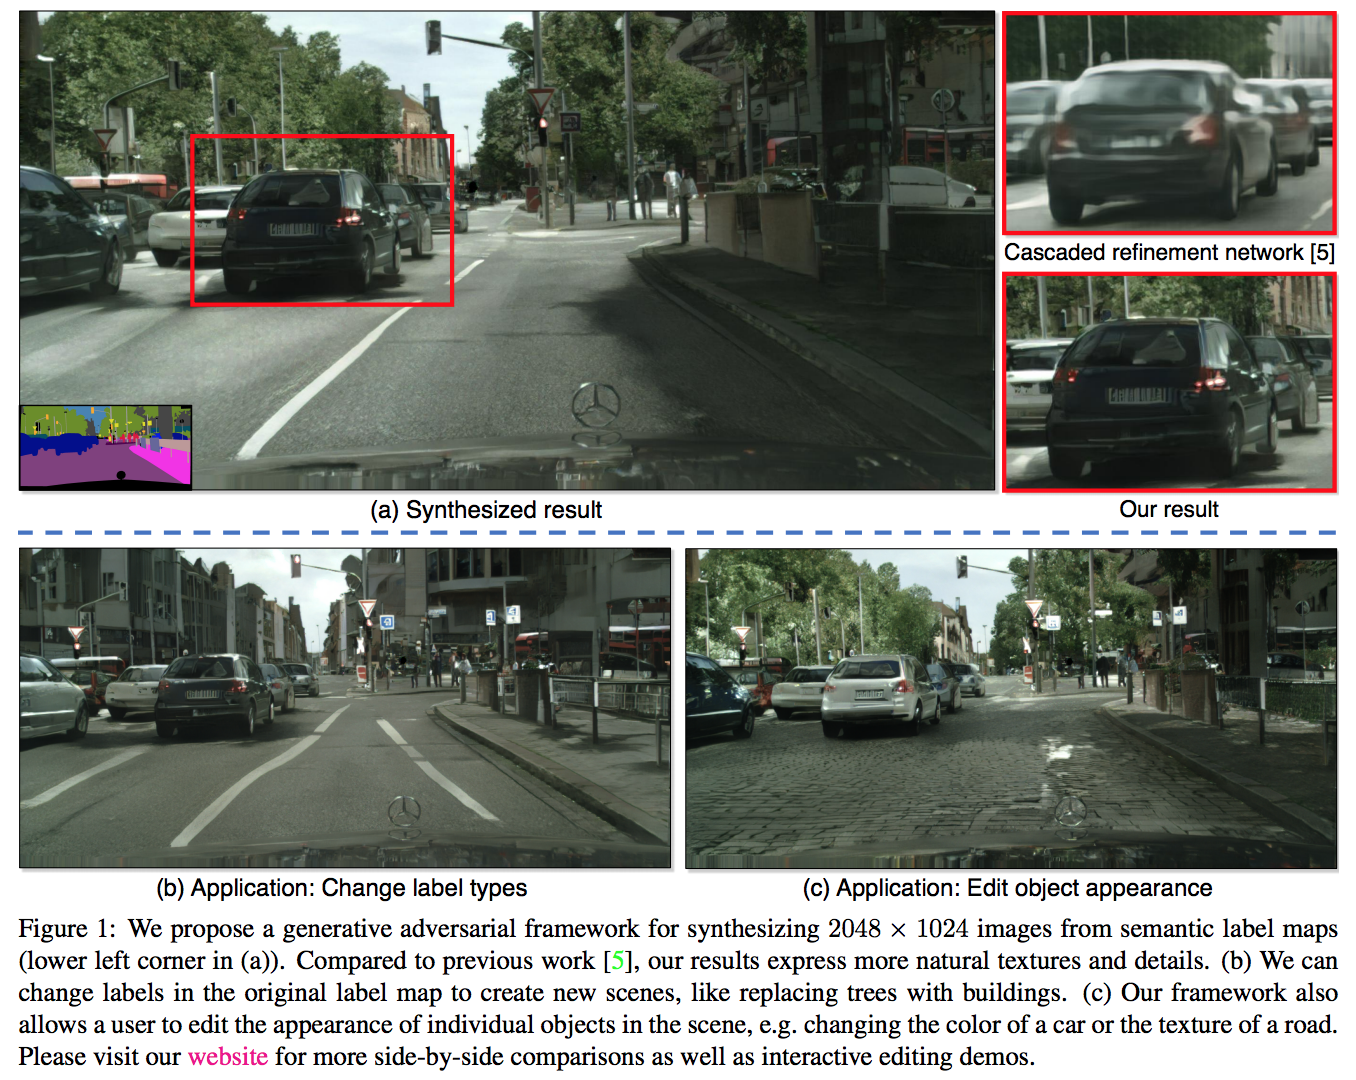 Cascaded refinement network [5]
(a) Synthesized result
Our result
(b) Application: Change label types
(c) Application: Edit object appearance
Figure 1: We propose a generative adversarial framework for synthesizing 2048 × 1024 images from semantic label maps
(lower left corner in (a)). Compared to previous work [5], our results express more natural textures and details. (b) We can
change labels in the original label map to create new scenes, like replacing trees with buildings. (c) Our framework also
allows a user to edit the appearance of individual objects in the scene, e.g. changing the color of a car or the texture of a road.
Please visit our website for more side-by-side comparisons as well as interactive editing demos.